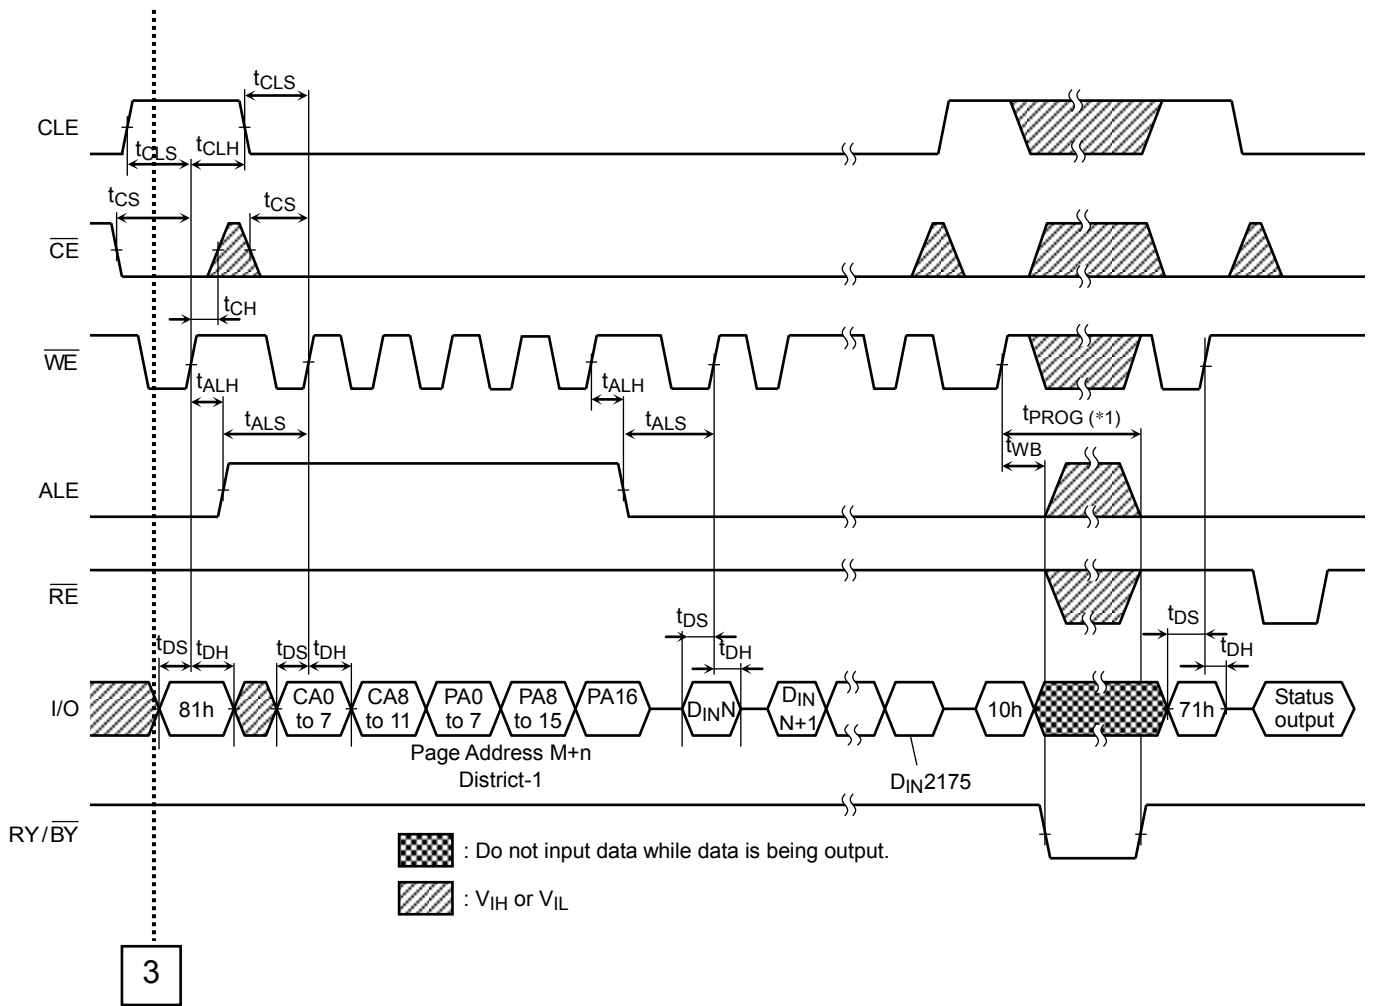 tCLS
CLE
tCLS tCLH
tCS tCS
CE
tCH
WE
tALH tALH
tALS tALS tPROG (*1)
tWB
ALE
RE
tDS tDH tDS tDH tDS tDH tDS tDH
I/O 81h CA0 to 7 CA8 to 11 PA0 to 7 PA8 to 15 PA16 DINN DIN N+1 10h 71h Status output
Page Address M+n
District-1
DIN2175
RY/BY
: Do not input data while data is being output.
: VIH or VIL
3